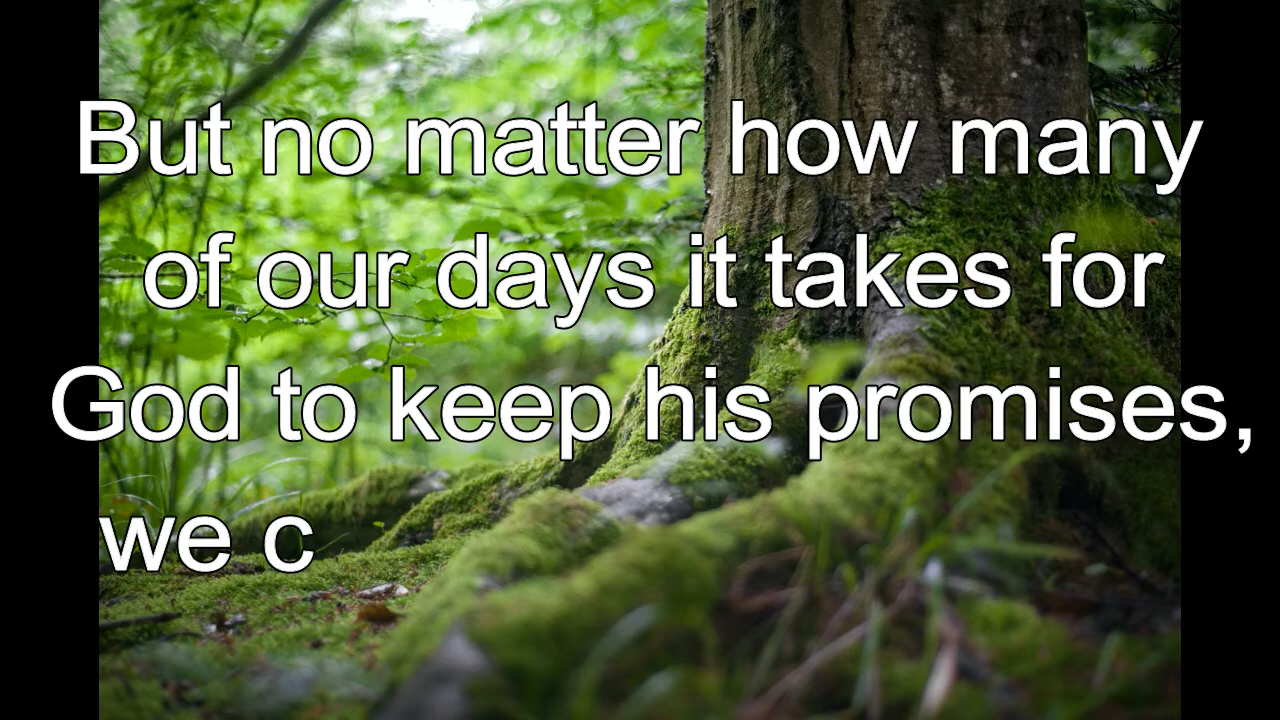 But no matter how many
of our days it takes for
God to keep his promises,
we c